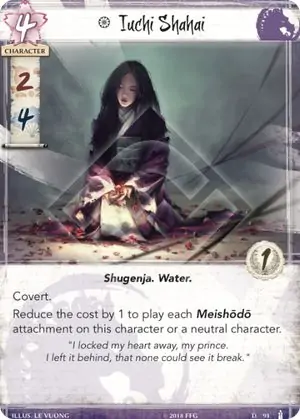 4
Iuchi Shahai
CHARACTER
2
4
1
Shugenja. Water.
Covert.
Reduce the cost by 1 to play each Meishōdō
attachment on this character or a neutral character.
"I locked my heart away, my prince.
I left it behind, that none could see it break."
ILLUS. LE VUONG © 2018 FFG